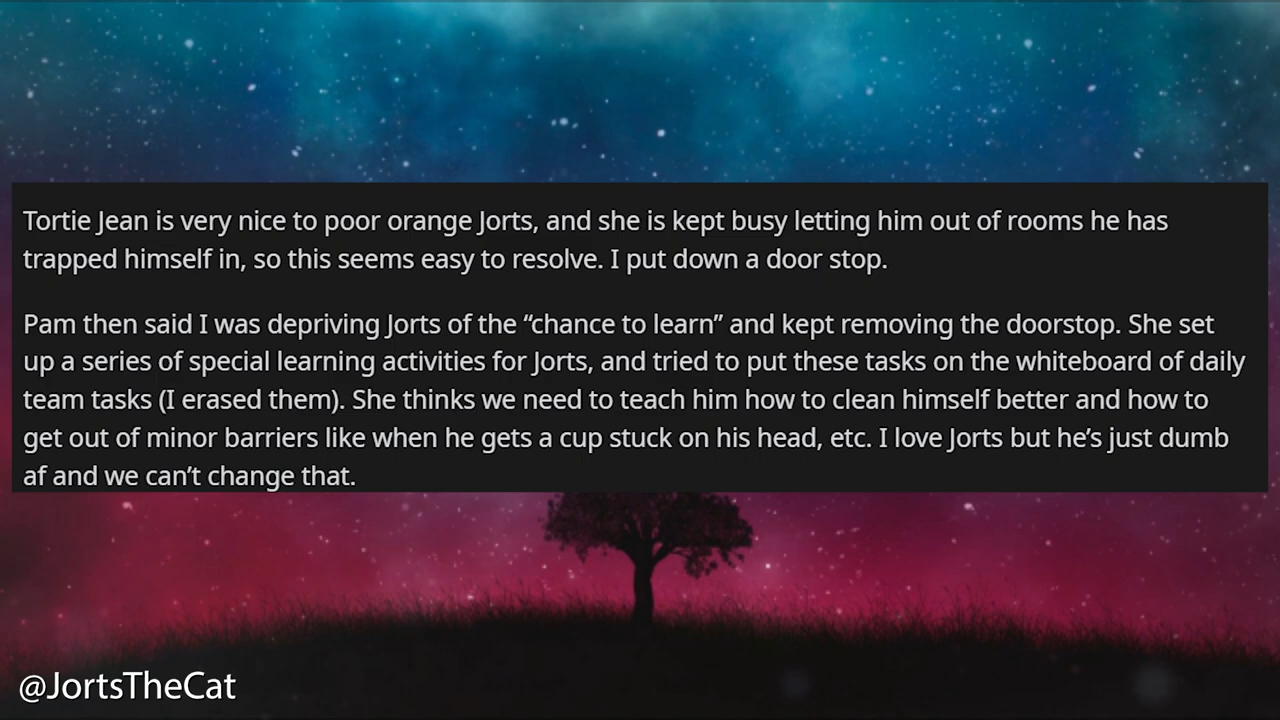 Tortie Jean is very nice to poor orange Jorts, and she is kept busy letting him out of rooms he has
trapped himself in, so this seems easy to resolve. I put down a door stop.
Pam then said I was depriving Jorts of the “chance to learn” and kept removing the doorstop. She set
up a series of special learning activities for Jorts, and tried to put these tasks on the whiteboard of daily
team tasks (I erased them). She thinks we need to teach him how to clean himself better and how to
get out of minor barriers like when he gets a cup stuck on his head, etc. I love Jorts but he’s just dumb
af and we can’t change that.
@JortsTheCat